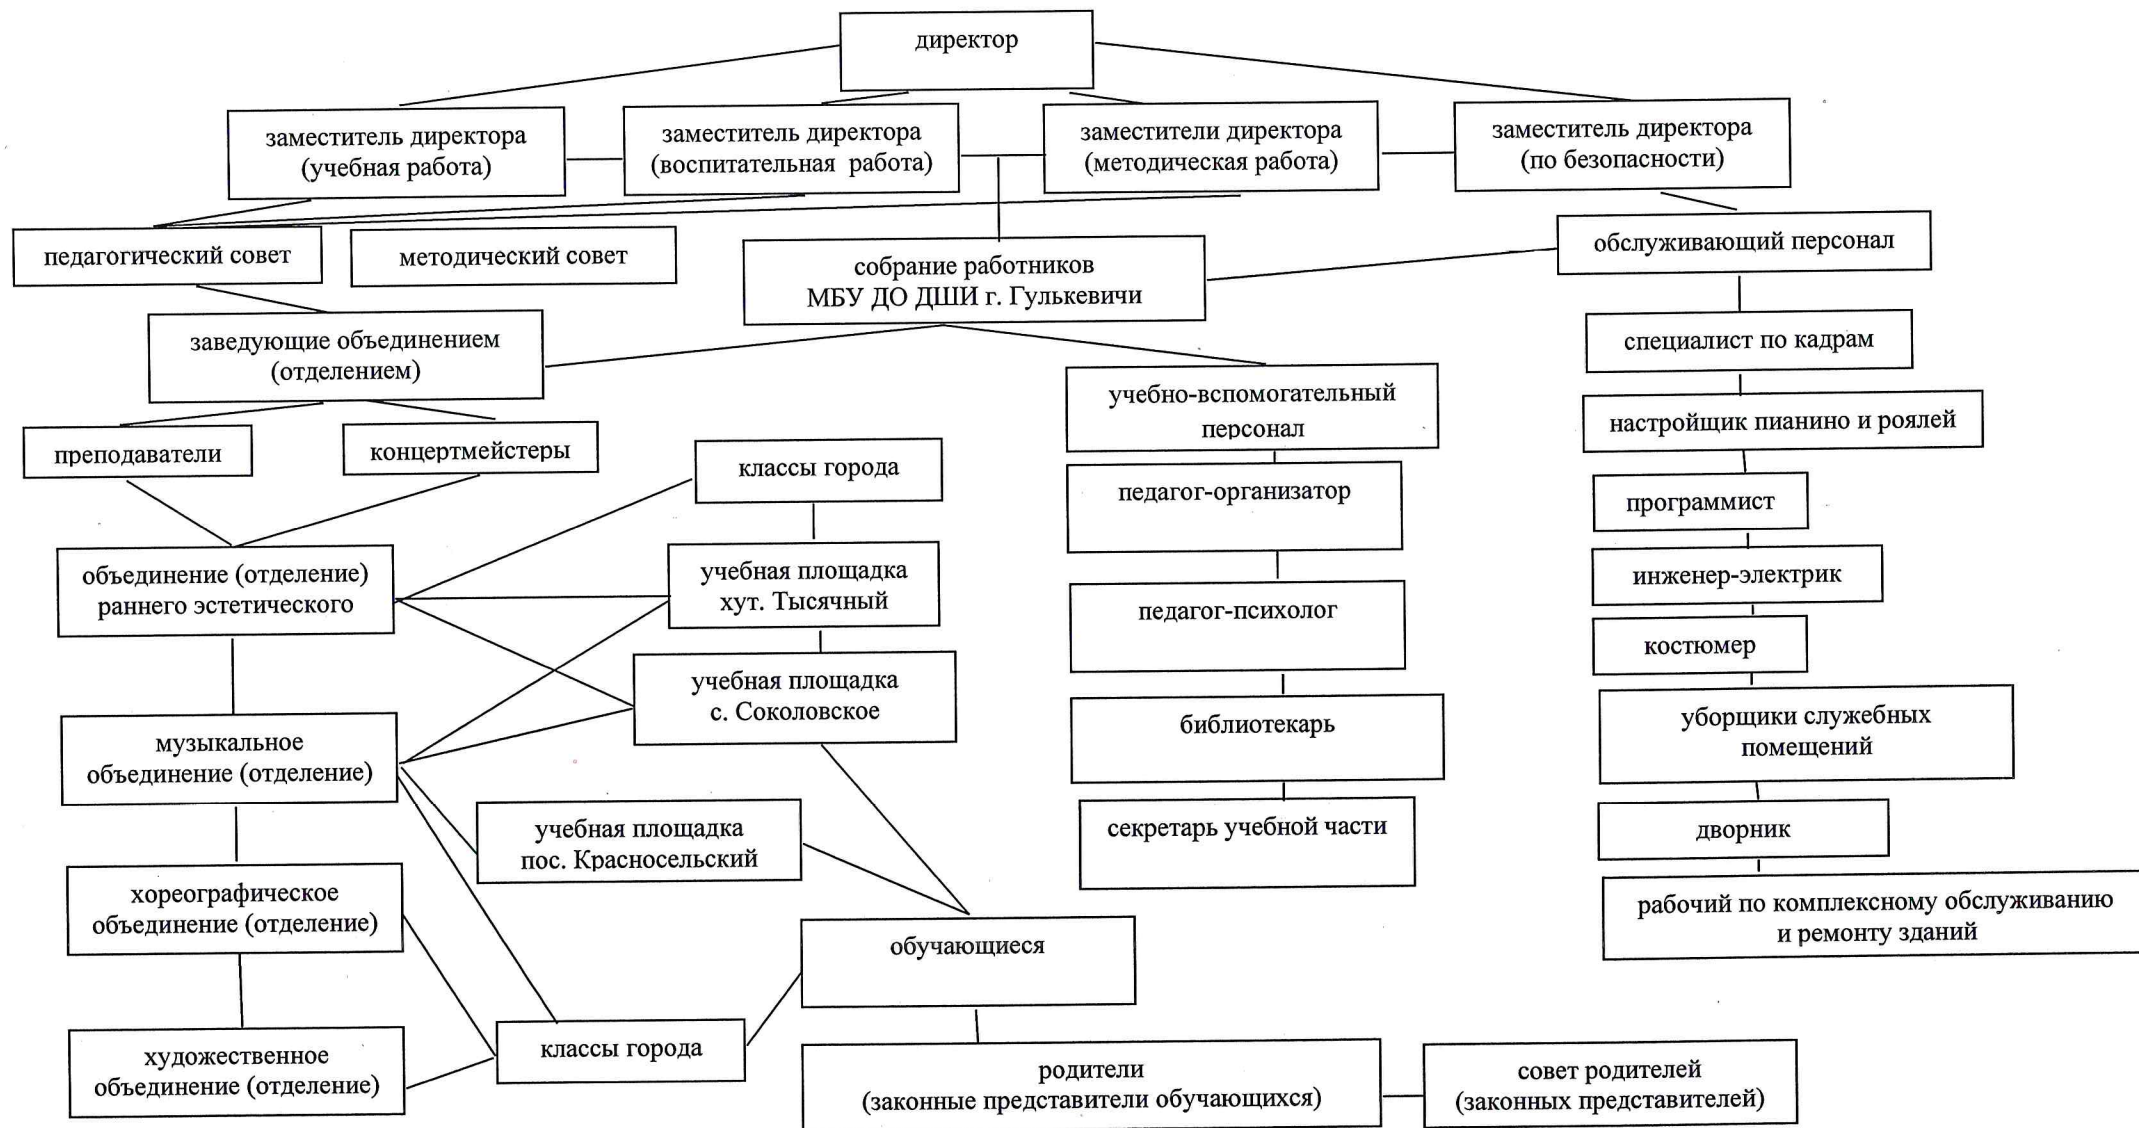 директор
заместитель директора
(учебная работа)
заместитель директора
(воспитательная работа)
заместители директора
(методическая работа)
заместитель директора
(по безопасности)
педагогический совет
методический совет
собрание работников
МБУ ДО ДШИ г. Гулькевичи
обслуживающий персонал
заведующие объединением
(отделением)
специалист по кадрам
учебно-вспомогательный
персонал
настройщик пианино и роялей
преподаватели
концертмейстеры
классы города
педагог-организатор
программист
объединение (отделение)
раннего эстетического
учебная площадка
хут. Тысячный
инженер-электрик
педагог-психолог
костюмер
учебная площадка
с. Соколовское
библиотекарь
уборщики служебных
помещений
музыкальное
объединение (отделение)
учебная площадка
пос. Красносельский
секретарь учебной части
дворник
хореографическое
объединение (отделение)
обучающиеся
рабочий по комплексному обслуживанию
и ремонту зданий
художественное
объединение (отделение)
классы города
родители
(законные представители обучающихся)
совет родителей
(законных представителей)